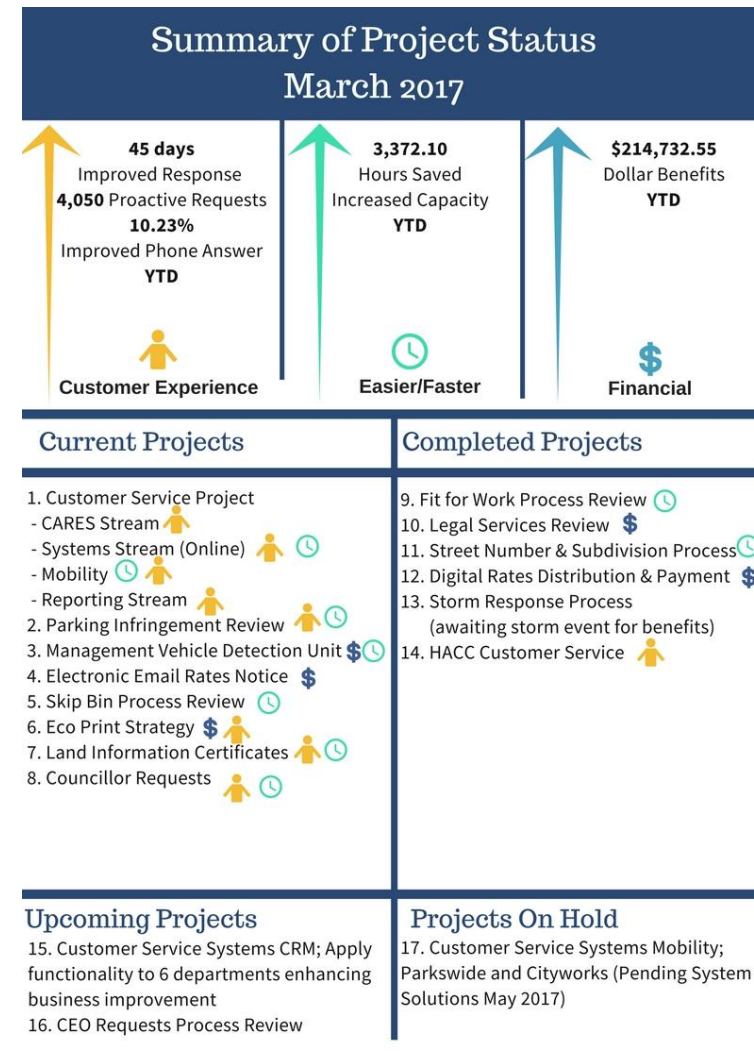 Summary of Project Status
March 2017
45 days
Improved Response
4,050 Proactive Requests
10.23%
Improved Phone Answer
YTD
Customer Experience
3,372.10
Hours Saved
Increased Capacity
YTD
Easier/Faster
$214,732.55
Dollar Benefits
YTD
$
Financial
Current Projects
1. Customer Service Project
- CARES Stream
- Systems Stream (Online)
- Mobility
- Reporting Stream
2. Parking Infringement Review
3. Management Vehicle Detection Unit $
4. Electronic Email Rates Notice $
5. Skip Bin Process Review
6. Eco Print Strategy $
7. Land Information Certificates
8. Councillor Requests
Completed Projects
9. Fit for Work Process Review
10. Legal Services Review $
11. Street Number & Subdivision Process
12. Digital Rates Distribution & Payment $
13. Storm Response Process
(awaiting storm event for benefits)
14. HACC Customer Service
Upcoming Projects
15. Customer Service Systems CRM; Apply
functionality to 6 departments enhancing
business improvement
16. CEO Requests Process Review
Projects On Hold
17. Customer Service Systems Mobility;
Parkswide and Cityworks (Pending System
Solutions May 2017)